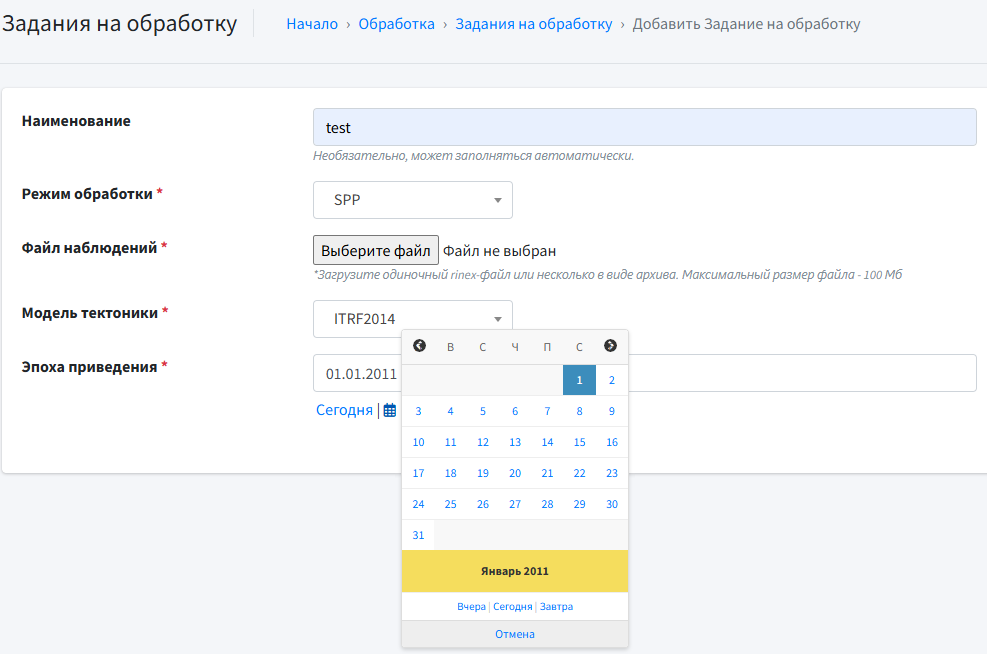 Задания на обработку
Начало › Обработка › Задания на обработку › Добавить Задание на обработку
Наименование
test
Необязательно, может заполняться автоматически.
Режим обработки *
SPP
Файл наблюдений *
Выберите файл Файл не выбран
*Загрузите одиночный rinex-файл или несколько в виде архива. Максимальный размер файла - 100 Мб
Модель тектоники *
ITRF2014
Эпоха приведения *
01.01.2011
Сегодня |
В С Ч П С
1 2
3 4 5 6 7 8 9
10 11 12 13 14 15 16
17 18 19 20 21 22 23
24 25 26 27 28 29 30
31
Январь 2011
Вчера | Сегодня | Завтра
Отмена